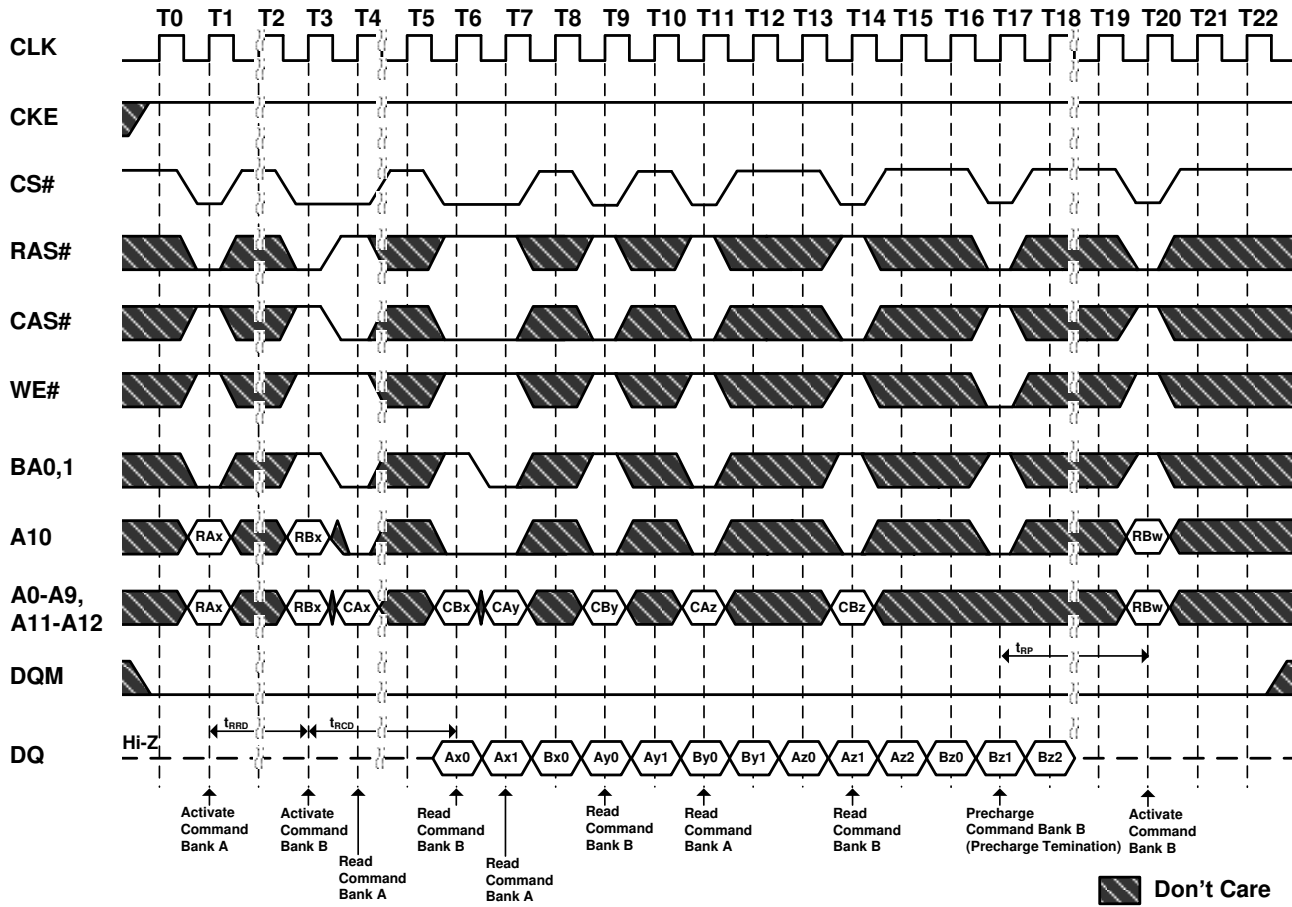 T0 T1 T2 T3 T4 T5 T6 T7 T8 T9 T10 T11 T12 T13 T14 T15 T16 T17 T18 T19 T20 T21 T22
CLK
CKE
CS#
RAS#
CAS#
WE#
BA0,1
A10
RAx RBx RBw
A0-A9,
A11-A12
RAx RBx CAx CBx CAy CBy CAz CBz RBw
tRP
DQM
tRRD tRCD
Hi-Z
DQ
Ax0 Ax1 Bx0 Ay0 Ay1 By0 By1 Az0 Az1 Az2 Bz0 Bz1 Bz2
Activate
Command
Bank A
Activate
Command
Bank B
Read
Command
Bank A
Read
Command
Bank B
Read
Command
Bank A
Read
Command
Bank B
Read
Command
Bank A
Read
Command
Bank B
Precharge
Command Bank B
(Precharge Temination)
Activate
Command
Bank B
Don't Care